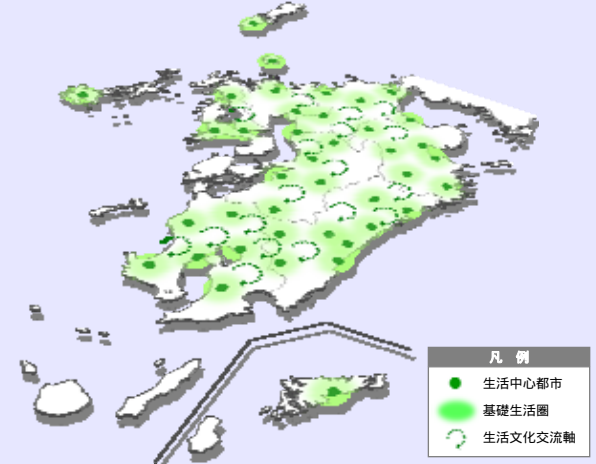 凡 例
生活中心都市
基礎生活圏
生活文化交流軸